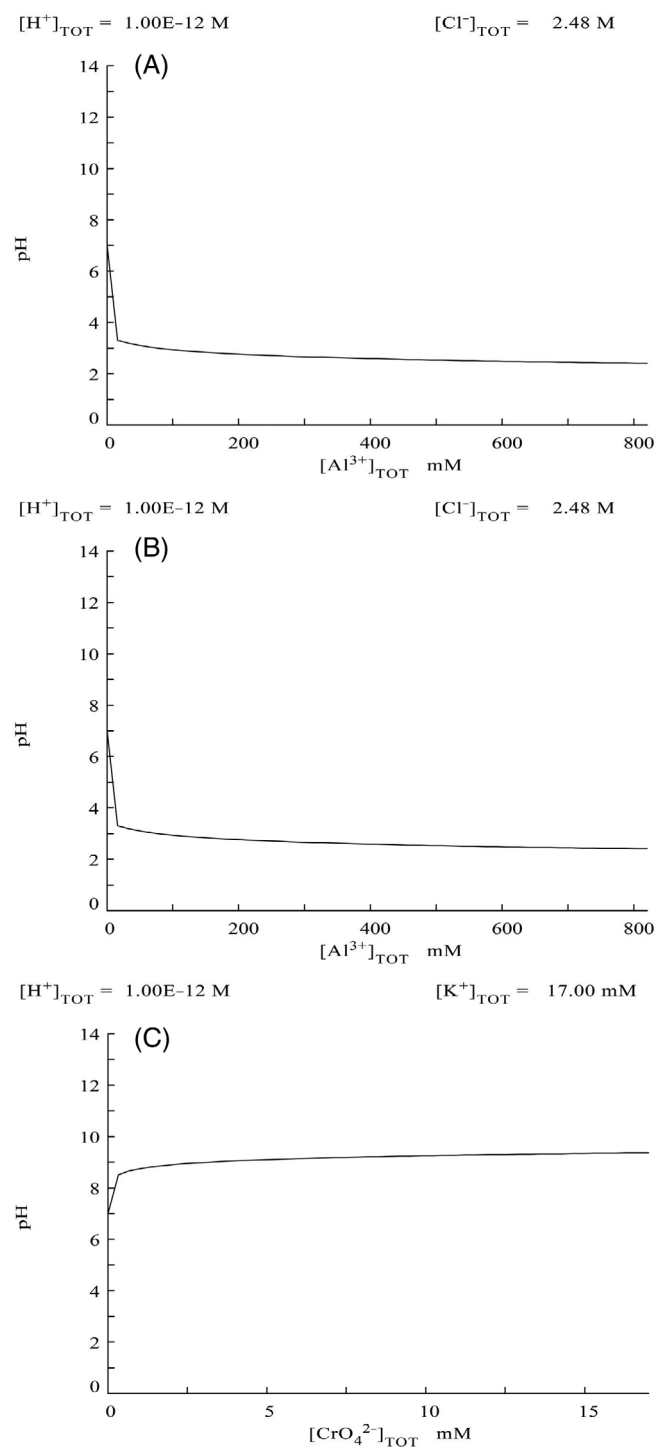 [H⁺]TOT = 1.00E-12 M [Cl⁻]TOT = 2.48 M
(A)
14
12
10
8
6
4
2
0
pH
0 200 400 600 800
[Al³⁺]TOT mM
[H⁺]TOT = 1.00E-12 M [Cl⁻]TOT = 2.48 M
(B)
14
12
10
8
6
4
2
0
pH
0 200 400 600 800
[Al³⁺]TOT mM
[H⁺]TOT = 1.00E-12 M [K⁺]TOT = 17.00 mM
(C)
14
12
10
8
6
4
2
0
pH
0 5 10 15
[CrO₄²⁻]TOT mM